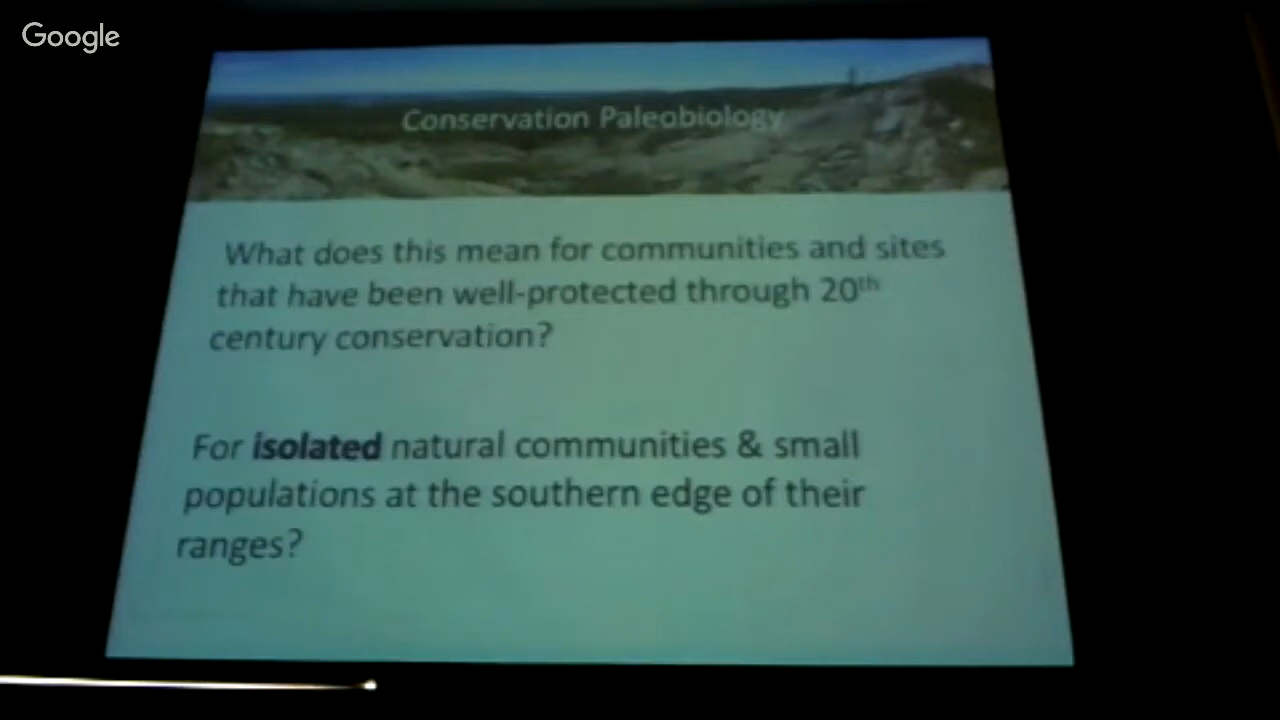 Google
Conservation Paleobiology
What does this mean for communities and sites
that have been well-protected through 20th
century conservation?
For isolated natural communities & small
populations at the southern edge of their
ranges?